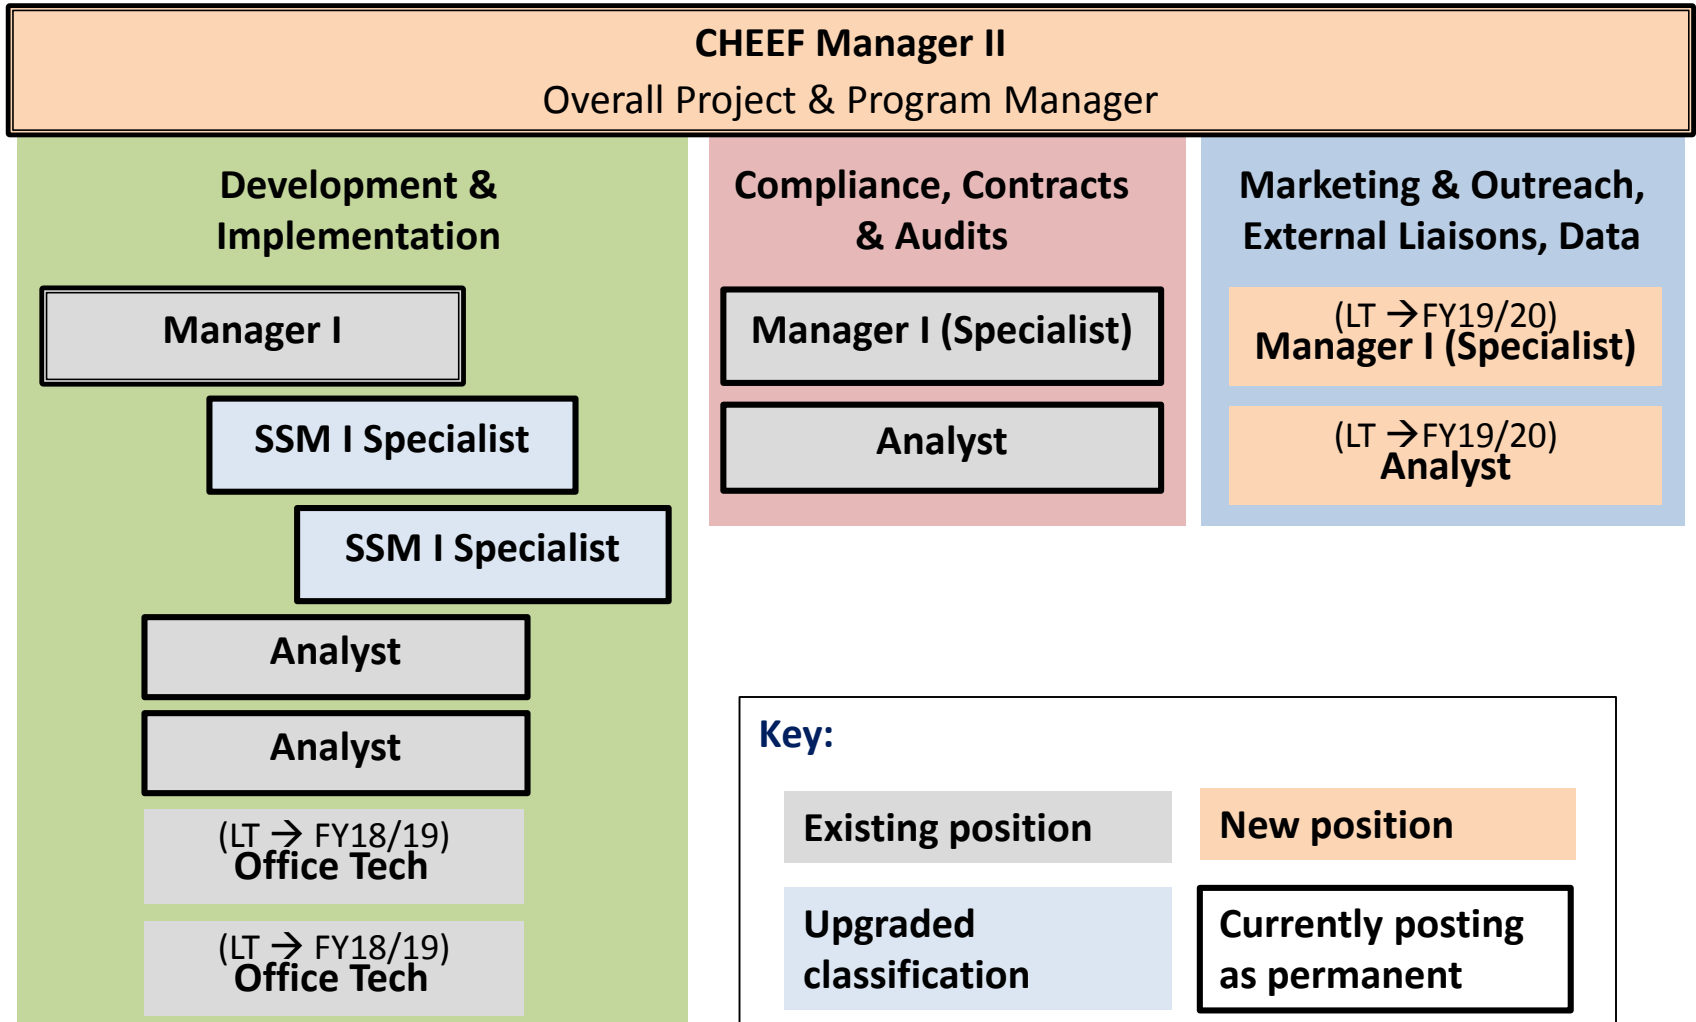 CHEEF Manager II
Overall Project & Program Manager
Development &
Implementation
Manager I
SSM I Specialist
SSM I Specialist
Analyst
Analyst
(LT → FY18/19)
Office Tech
(LT → FY18/19)
Office Tech
Compliance, Contracts
& Audits
Manager I (Specialist)
Analyst
Marketing & Outreach,
External Liaisons, Data
(LT →FY19/20)
Manager I (Specialist)
(LT →FY19/20)
Analyst
Key:
Existing position
New position
Upgraded
classification
Currently posting
as permanent